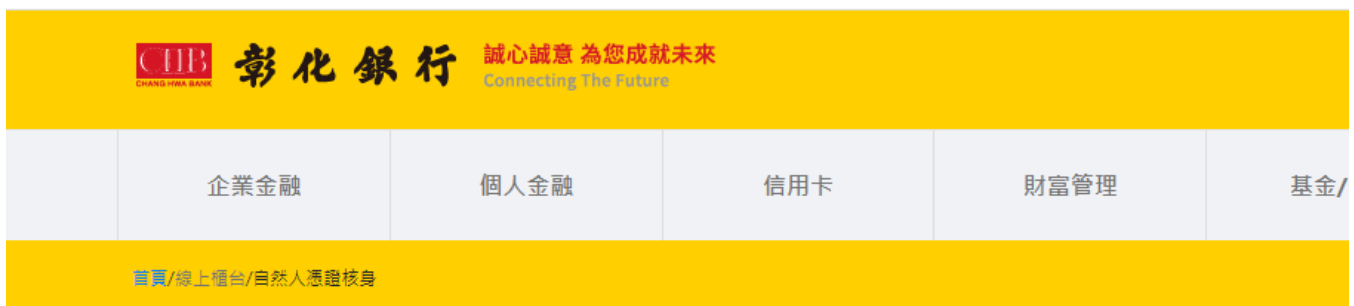 CHB
CHANG HWA BANK
彰化銀行
誠心誠意 為您成就未來
Connecting The Future
企業金融
個人金融
信用卡
財富管理
基金/
首頁/線上櫃台/自然人憑證核身